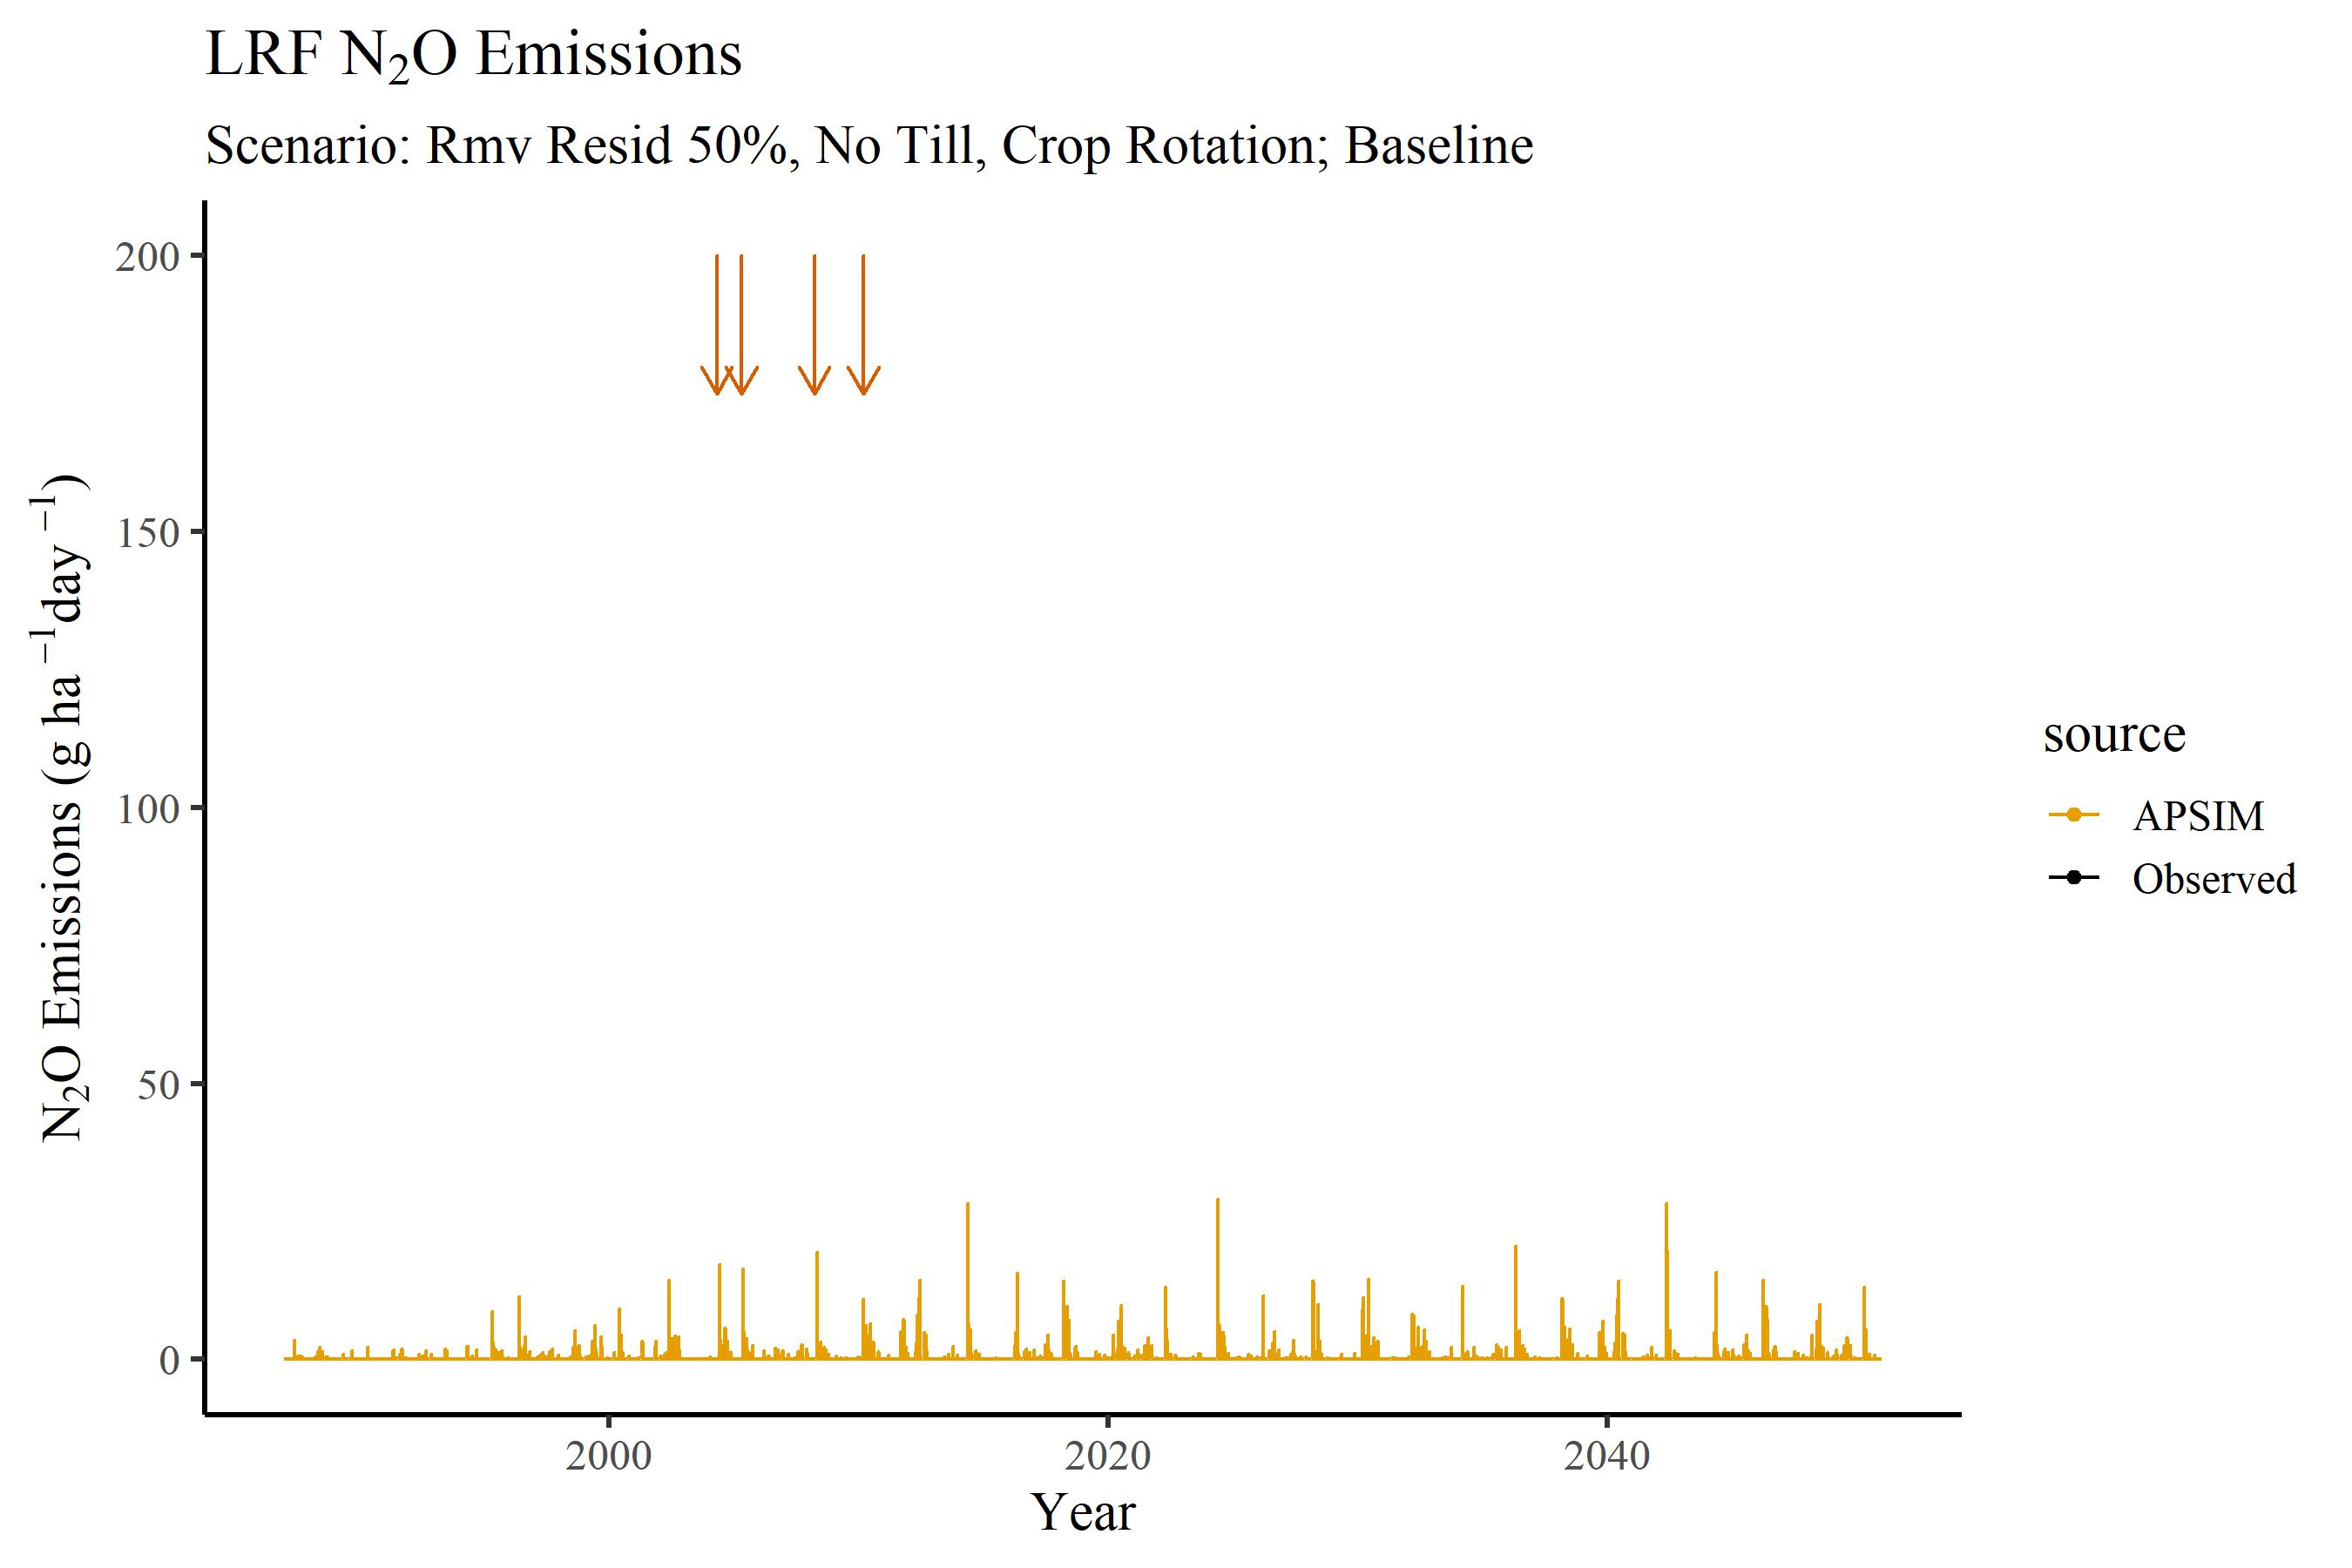 LRF N₂O Emissions
Scenario: Rmv Resid 50%, No Till, Crop Rotation; Baseline
N₂O Emissions (g ha ⁻¹day ⁻¹)
200
150
100
50
0
2000 2020 2040
Year
source
APSIM
Observed